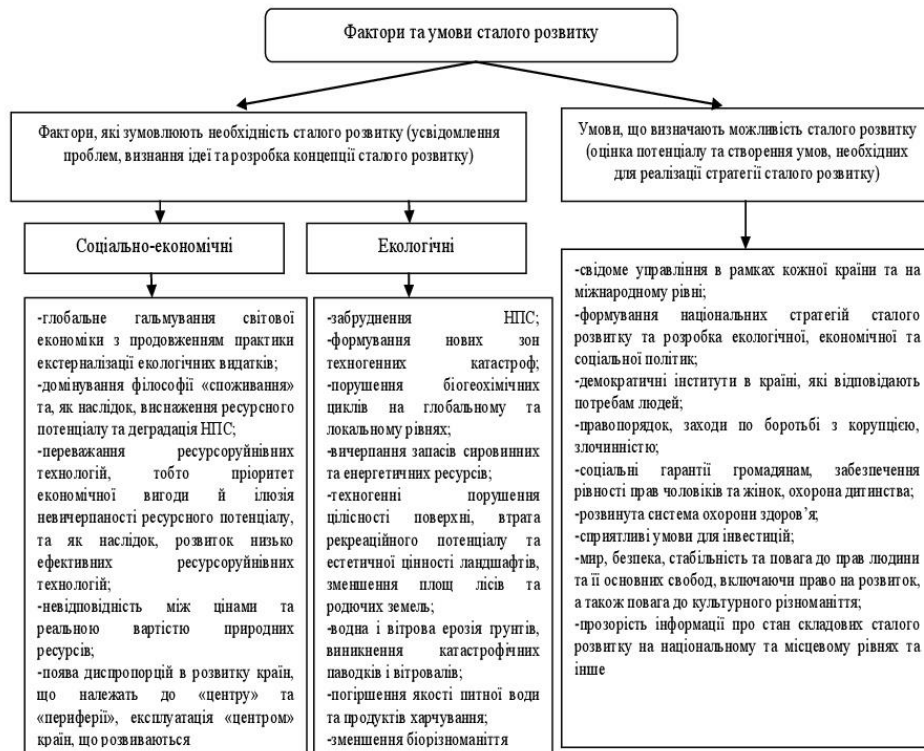 Фактори та умови сталого розвитку
Фактори, які зумовлюють необхідність сталого розвитку (усвідомлення
проблем, визнання ідеї та розробка концепції сталого розвитку)
Умови, що визначають можливість сталого розвитку
(оцінка потенціалу та створення умов, необхідних
для реалізації стратегії сталого розвитку)
Соціально-економічні
Екологічні
-глобальне гальмування світової
економіки з продовженням практики
екстерналізації екологічних видатків;
-домінування філософії «споживання»
та, як наслідок, виснаження ресурсного
потенціалу та деградація НПС;
-переважання ресурсоруйнівних
технологій, тобто пріоритет
економічної вигоди й ілюзія
невичерпаності ресурсного потенціалу,
та як наслідок, розвиток низько
ефективних ресурсоруйнівних
технологій;
-невідповідність між цінами та
реальною вартістю природних
ресурсів;
-поява диспропорцій в розвитку країн,
що належать до «центру» та
«периферії», експлуатація «центром»
країн, що розвиваються
-забруднення НПС;
-формування нових зон
техногенних катастроф;
-порушення біогеохімічних
циклів на глобальному та
локальному рівнях;
-вичерпання запасів сировинних
та енергетичних ресурсів;
-техногенні порушення
цілісності поверхні, втрата
рекреаційного потенціалу та
естетичної цінності ландшафтів,
зменшення площ лісів та
родючих земель;
-водна і вітрова ерозія ґрунтів,
виникнення катастрофічних
паводків і вітровалів;
-погіршення якості питної води
та продуктів харчування;
-зменшення біорізноманіття
-свідоме управління в рамках кожної країни та на
міжнародному рівні;
-формування національних стратегій сталого
розвитку та розробка екологічної, економічної та
соціальної політик;
-демократичні інститути в країні, які відповідають
потребам людей;
-правопорядок, заходи по боротьбі з корупцією,
злочинністю;
-соціальні гарантії громадянам, забезпечення
рівності прав чоловіків та жінок, охорона дитинства;
-розвинута система охорони здоров’я;
-сприятливі умови для інвестицій;
-мир, безпека, стабільність та повага до прав людини
та її основних свобод, включаючи право на розвиток,
а також повага до культурного різноманіття;
-прозорість інформації про стан складових сталого
розвитку на національному та місцевому рівнях та
інше